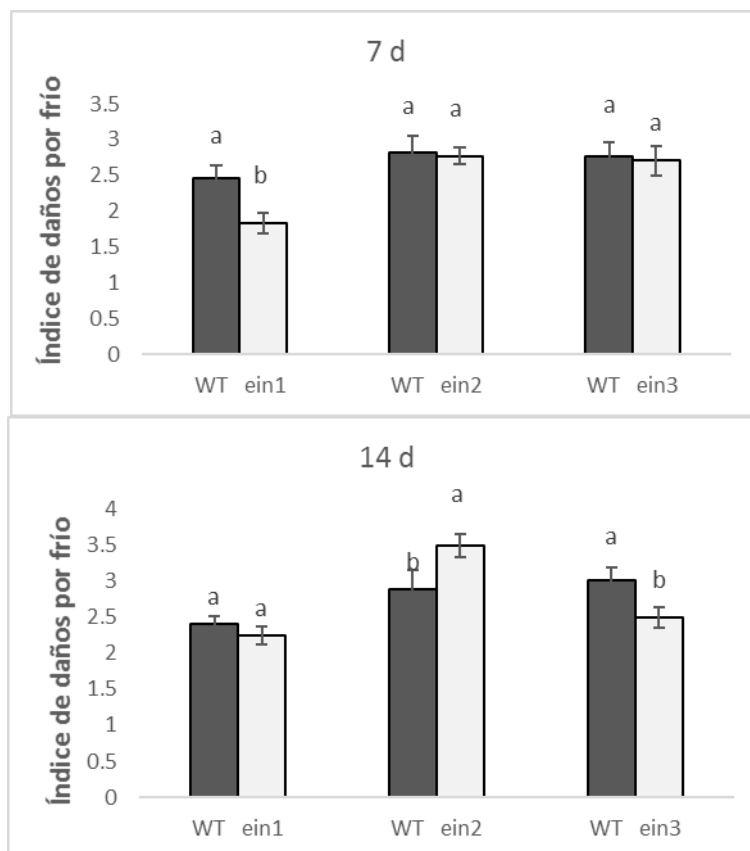 7 d
Índice de daños por frío
3.5
3
2.5
2
1.5
1
0.5
0
a
b
a
a
a
a
WT ein1 WT ein2 WT ein3
14 d
Índice de daños por frío
4
3.5
3
2.5
2
1.5
1
0.5
0
a
a
b
a
a
b
WT ein1 WT ein2 WT ein3